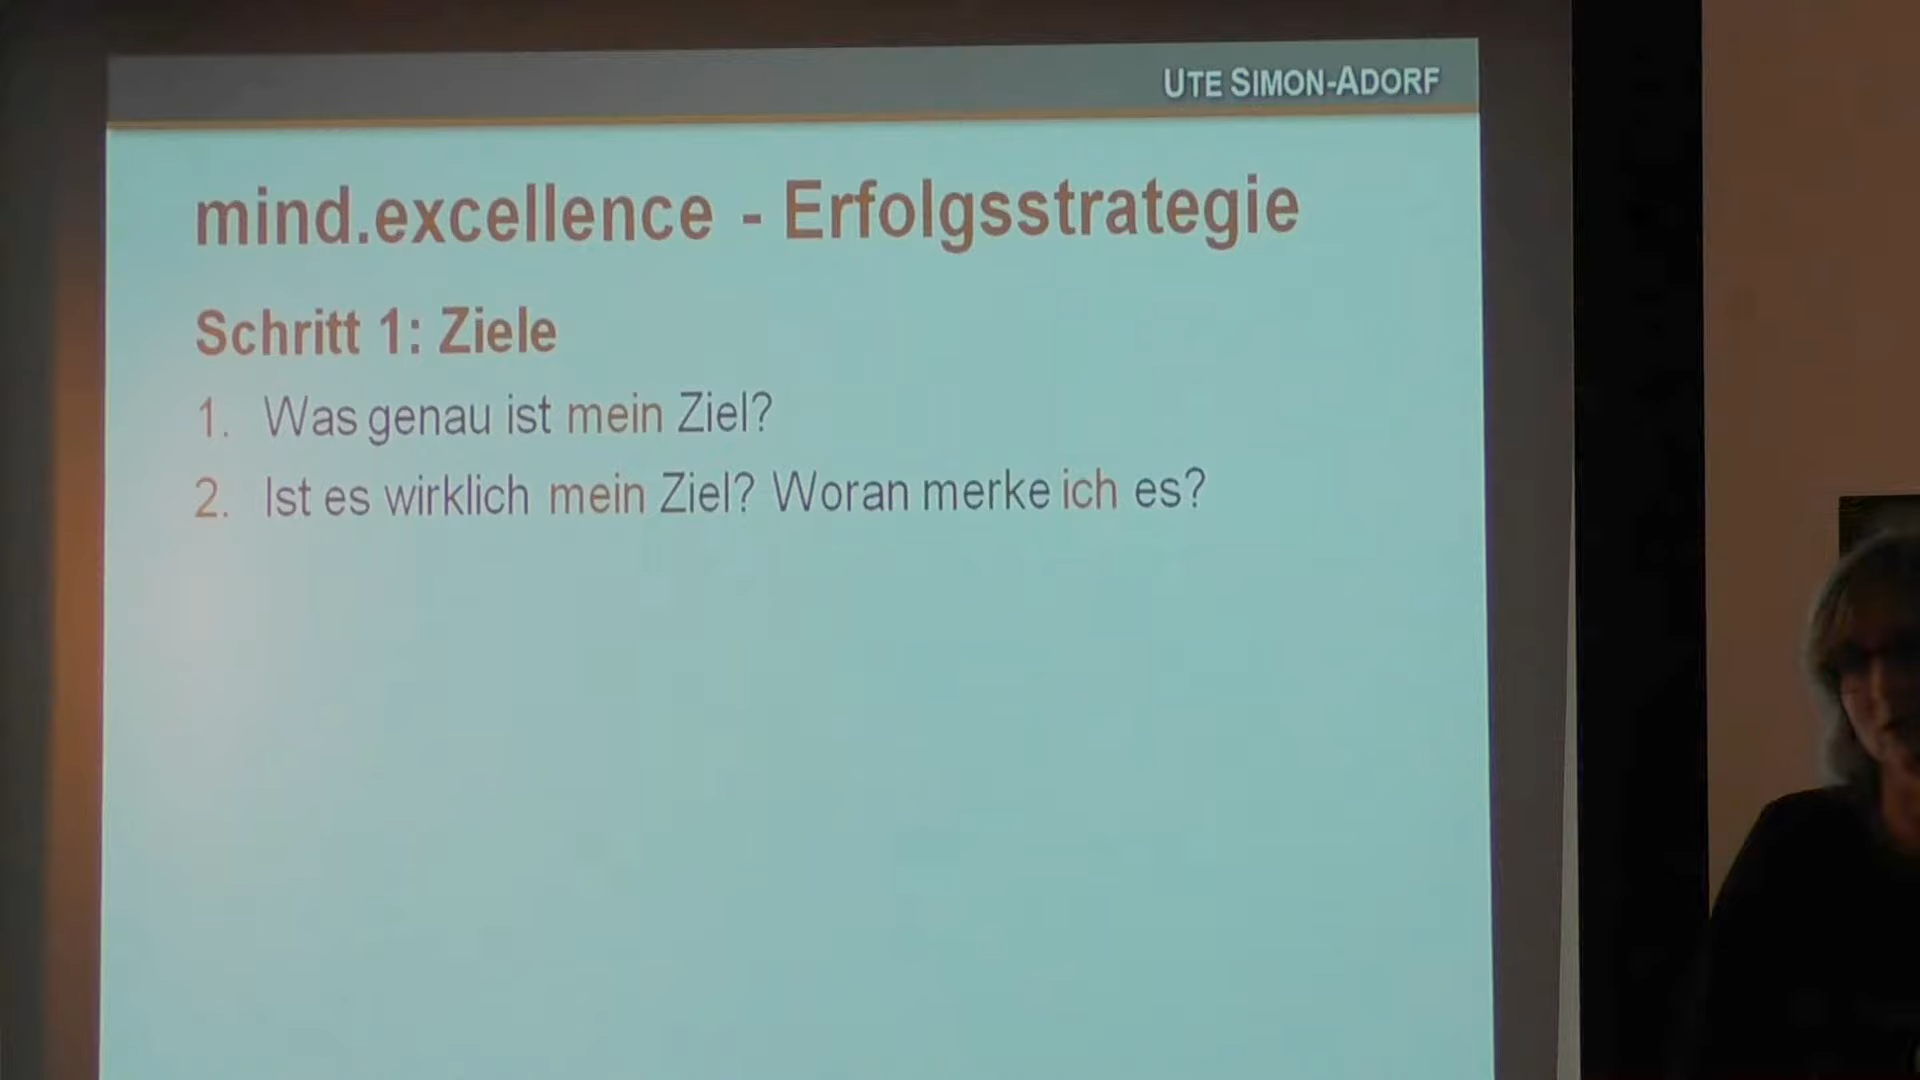 UTE SIMON-ADORF
mind.excellence - Erfolgsstrategie
Schritt 1: Ziele
1. Was genau ist mein Ziel?
2. Ist es wirklich mein Ziel? Woran merke ich es?